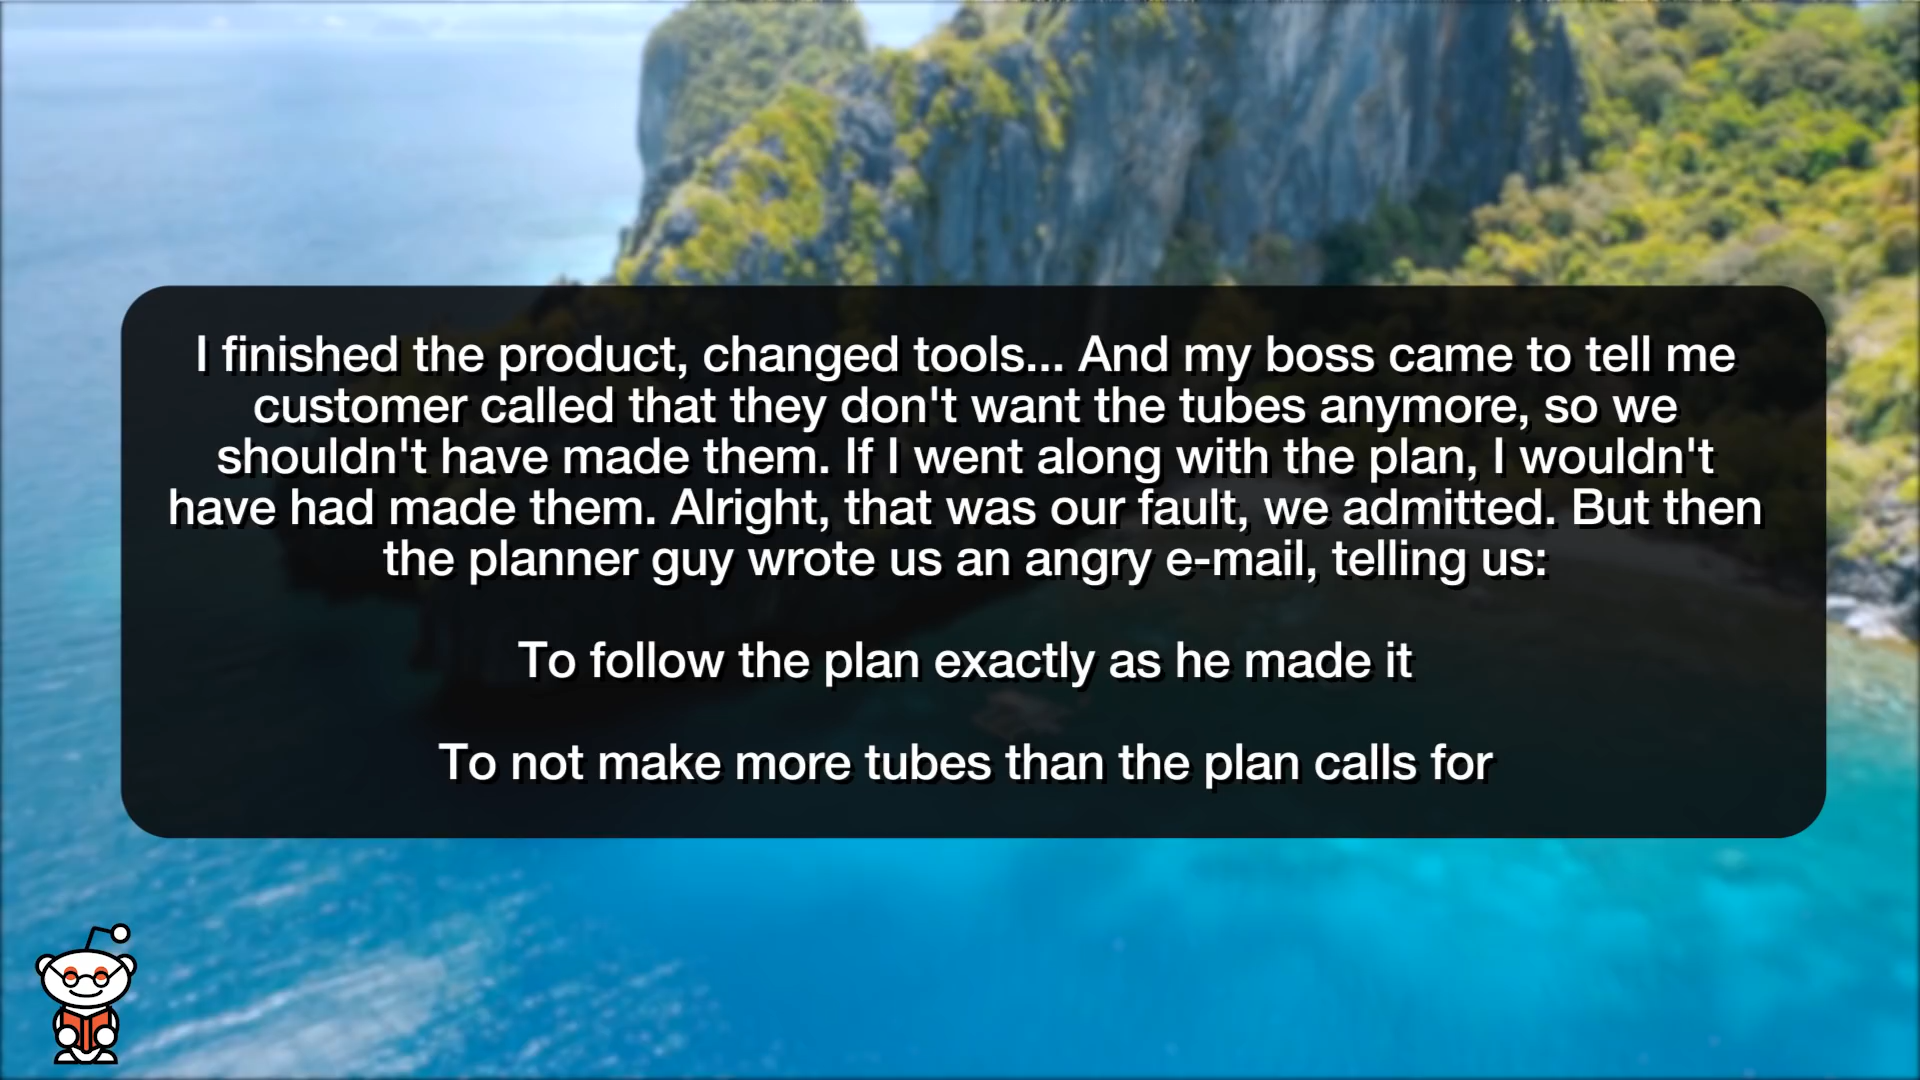 I finished the product, changed tools... And my boss came to tell me
customer called that they don't want the tubes anymore, so we
shouldn't have made them. If I went along with the plan, I wouldn't
have had made them. Alright, that was our fault, we admitted. But then
the planner guy wrote us an angry e-mail, telling us:
To follow the plan exactly as he made it
To not make more tubes than the plan calls for